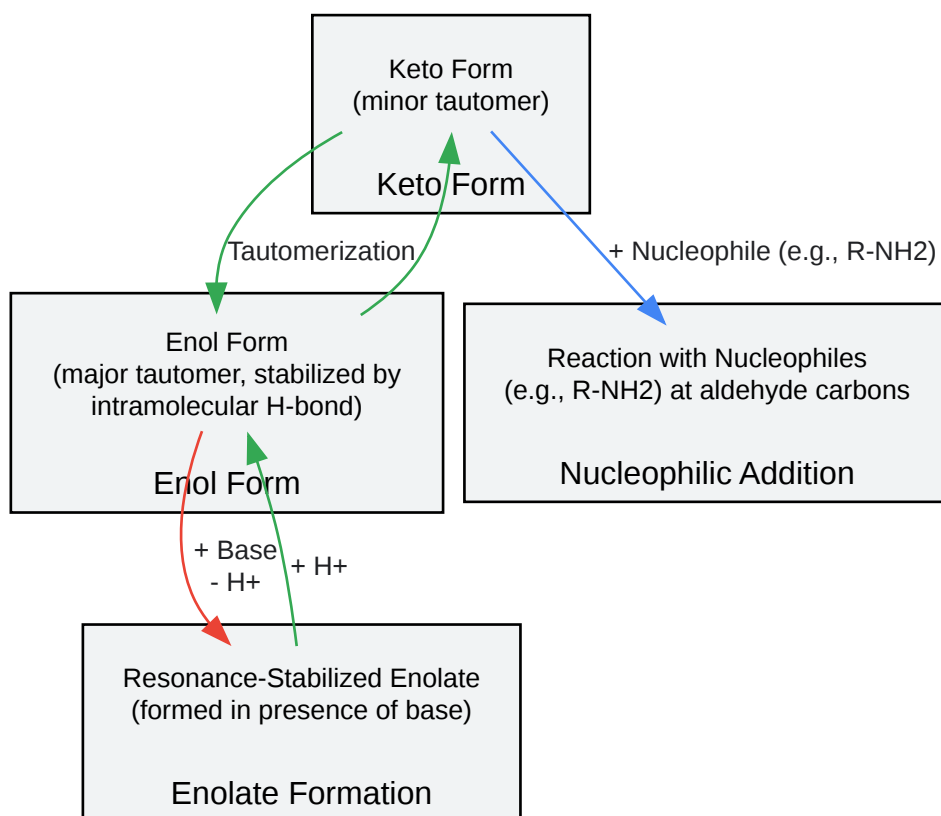 Keto Form
(minor tautomer)
Keto Form
Tautomerization
+ Nucleophile (e.g., R-NH2)
Enol Form
(major tautomer, stabilized by
intramolecular H-bond)
Enol Form
Reaction with Nucleophiles
(e.g., R-NH2) at aldehyde carbons
Nucleophilic Addition
+ Base
- H+
+ H+
Resonance-Stabilized Enolate
(formed in presence of base)
Enolate Formation